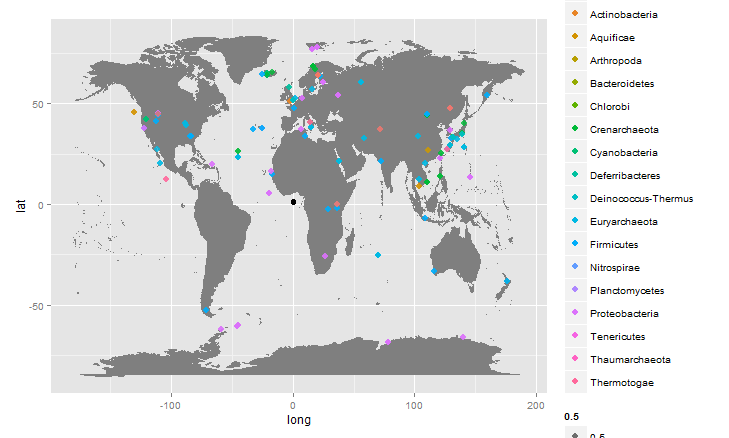 lat
50
0
-50
-100
0
100
200
long
Actinobacteria
Aquificae
Arthropoda
Bacteroidetes
Chlorobi
Crenarchaeota
Cyanobacteria
Deferribacteres
Deinococcus-Thermus
Euryarchaeota
Firmicutes
Nitrospirae
Planctomycetes
Proteobacteria
Tenericutes
Thaumarchaeota
Thermotogae
0.5
0.5